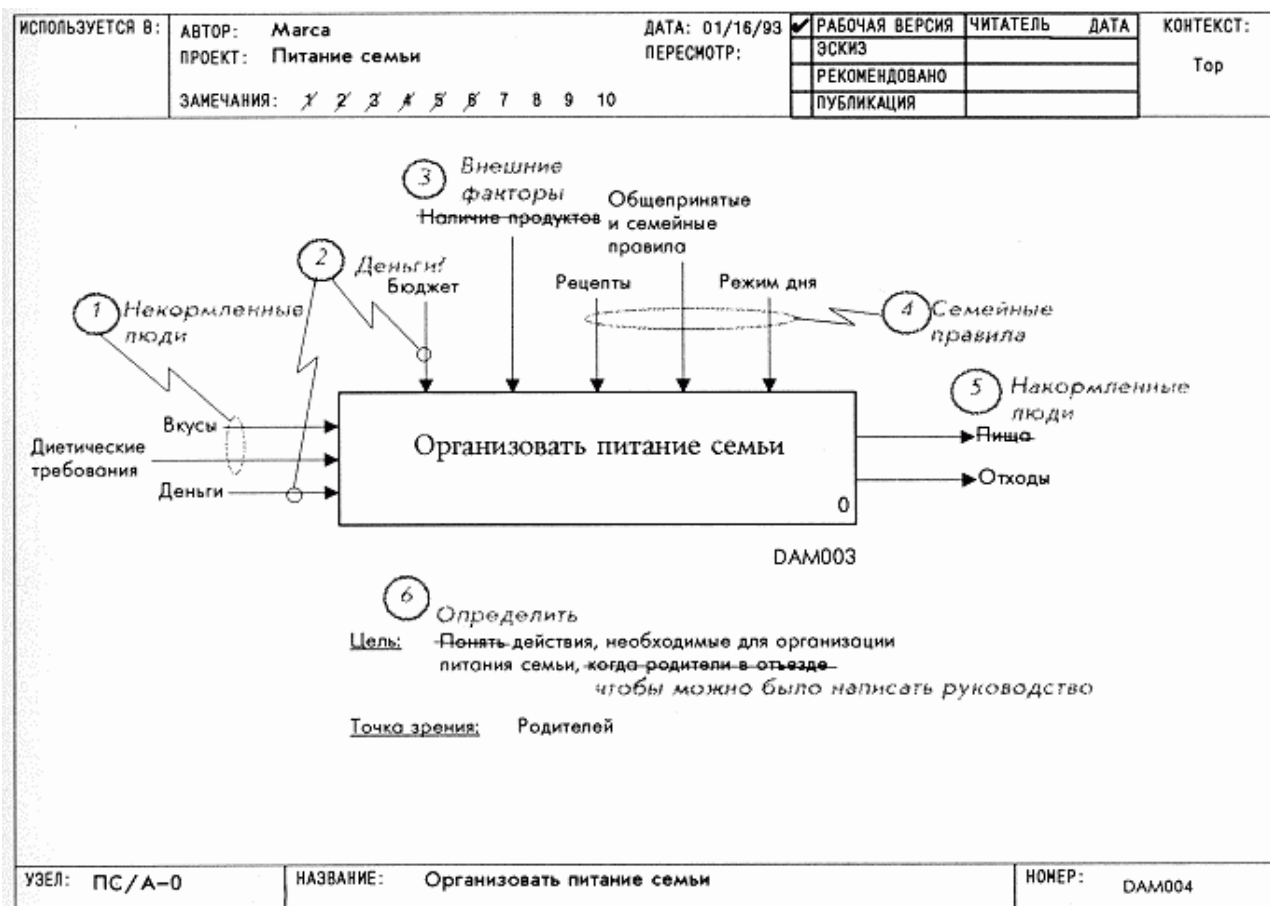 ИСПОЛЬЗУЕТСЯ В:
АВТОР: Marca
ДАТА: 01/16/93
ПРОЕКТ: Питание семьи
ПЕРЕСМОТР:
ЗАМЕЧАНИЯ: 1 2 3 4 5 6 7 8 9 10
✔ РАБОЧАЯ ВЕРСИЯ
ЭСКИЗ
РЕКОМЕНДОВАНО
ПУБЛИКАЦИЯ
ЧИТАТЕЛЬ ДАТА
КОНТЕКСТ:
Top
3 Внешние
факторы
Наличие продуктов
Общепринятые
и семейные
правила
2 Деньги!
Бюджет
Рецепты
Режим дня
1 Некормленные
люди
4 Семейные
правила
5 Накормленные
люди
Пища
Отходы
Вкусы
Диетические
требования
Деньги
Организовать питание семьи
0
DAM003
6 Определить
Цель: Понять действия, необходимые для организации
питания семьи, когда родители в отъезде
чтобы можно было написать руководство
Точка зрения: Родителей
УЗЕЛ: ПС/А-0
НАЗВАНИЕ: Организовать питание семьи
НОМЕР: DAM004